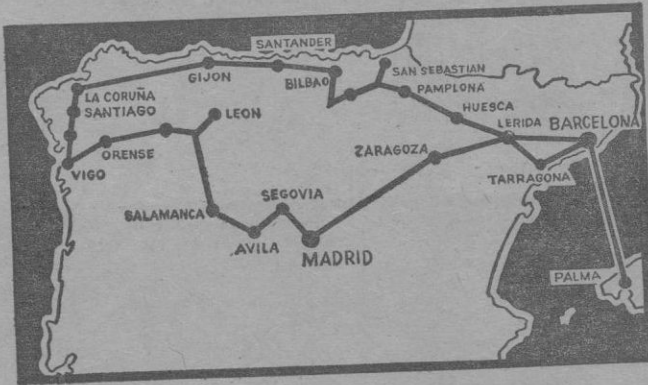 SANTANDER
GIJON
BILBAO
SAN SEBASTIAN
PAMPLONA
LA CORUÑA
SANTIAGO
LEON
HUESCA
LERIDA
BARCELONA
ORENSE
ZARAGOZA
VIGO
TARRAGONA
SEGOVIA
SALAMANCA
AVILA
MADRID
PALMA